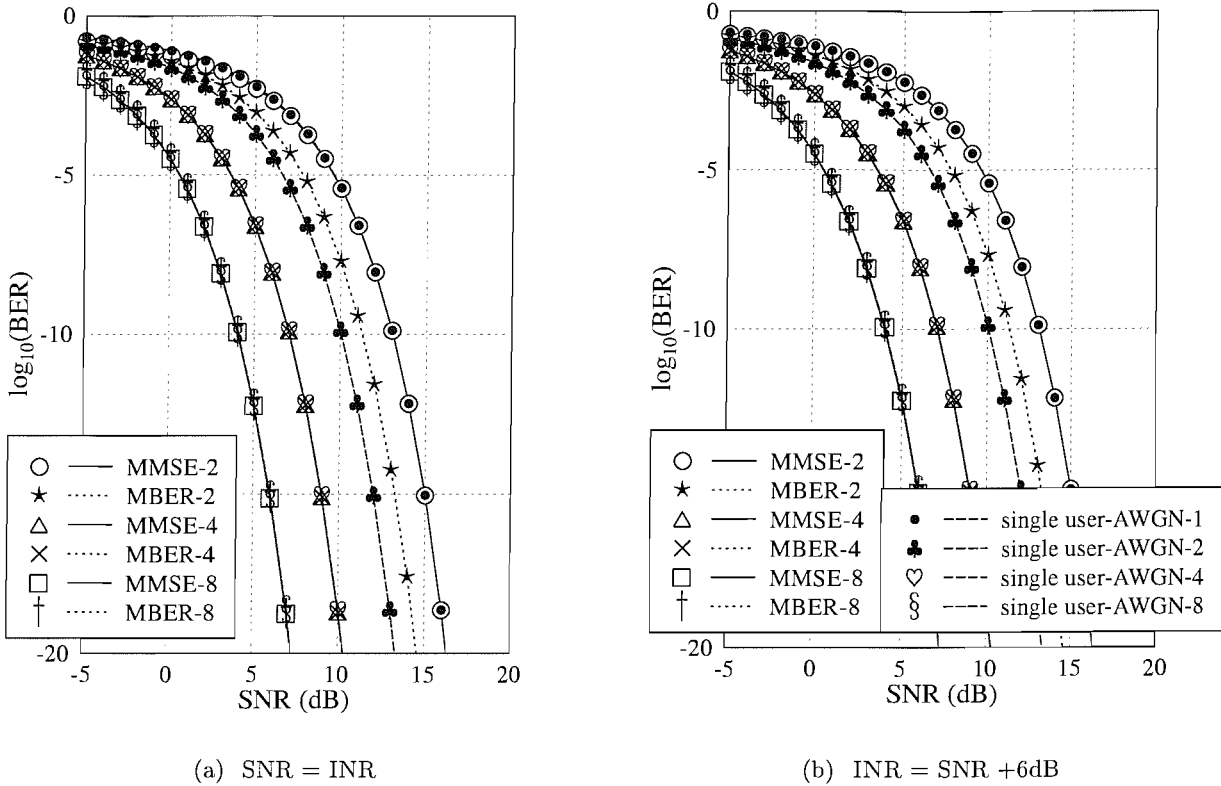 0
-5
-10
-20
log10(BER)
-5 0 5 10 15 20
SNR (dB)
MMSE-2
MBER-2
MMSE-4
MBER-4
MMSE-8
MBER-8
(a) SNR = INR
0
-5
-10
-20
log10(BER)
-5 0 5 10 15 20
SNR (dB)
MMSE-2
MBER-2
MMSE-4
MBER-4
MMSE-8
MBER-8
single user-AWGN-1
single user-AWGN-2
single user-AWGN-4
single user-AWGN-8
(b) INR = SNR +6dB